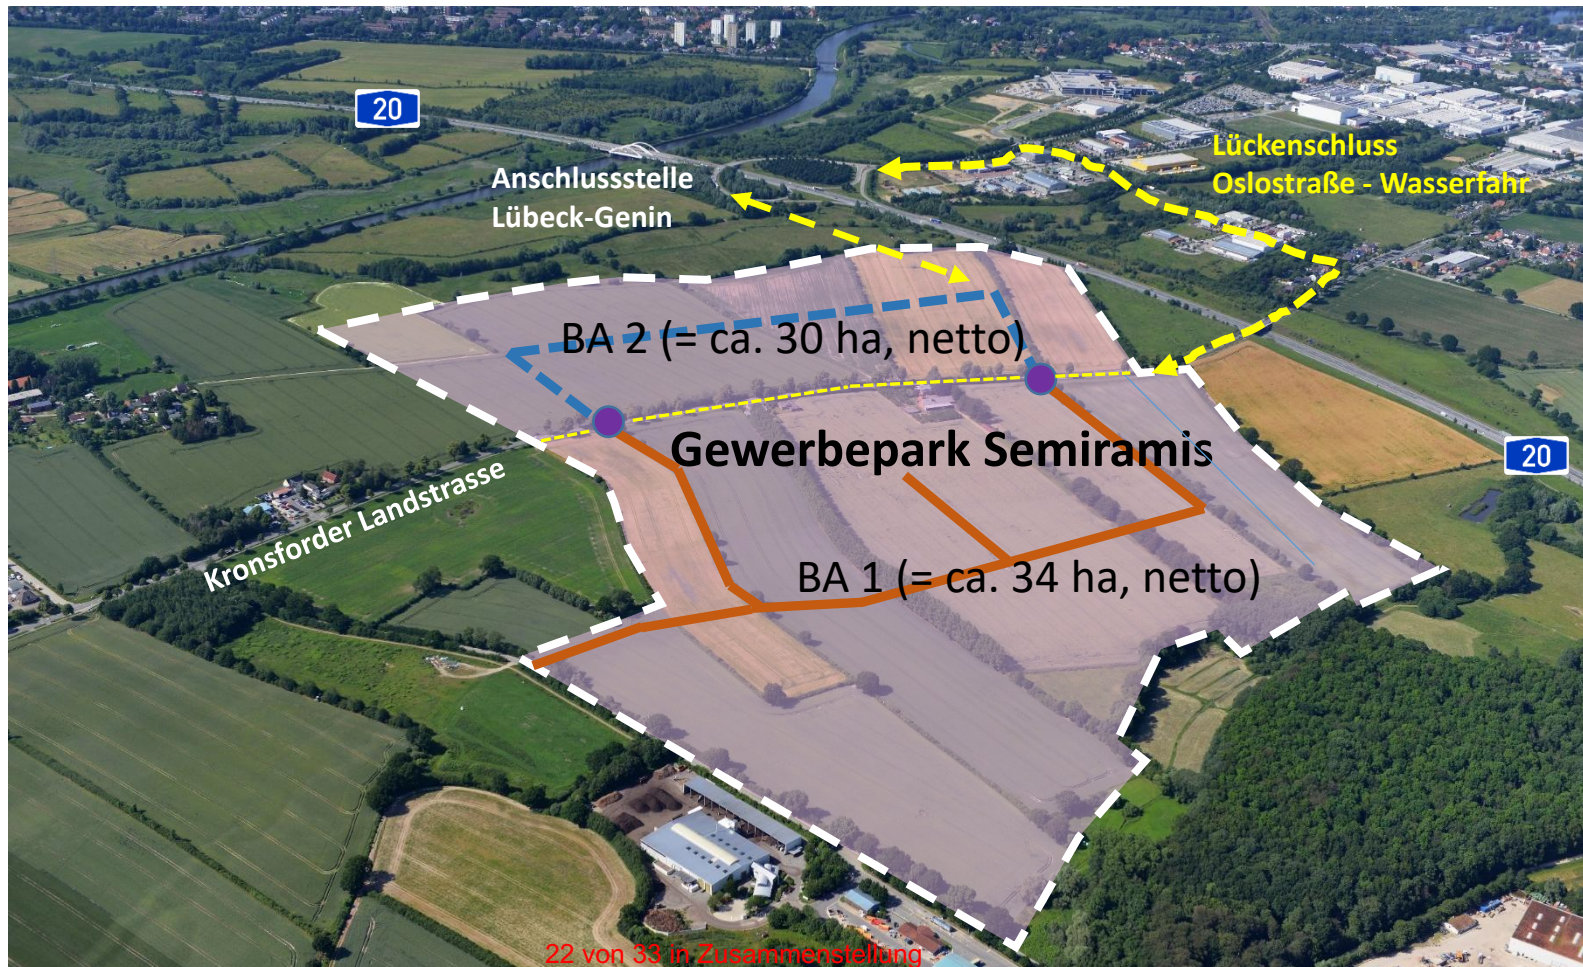 20
Lückenschluss
Oslostraße - Wasserfahr
Anschlussstelle
Lübeck-Genin
BA 2 (= ca. 30 ha, netto)
Gewerbepark Semiramis
20
Kronsforder Landstrasse
BA 1 (= ca. 34 ha, netto)
22 von 33 in Zusammenstellung